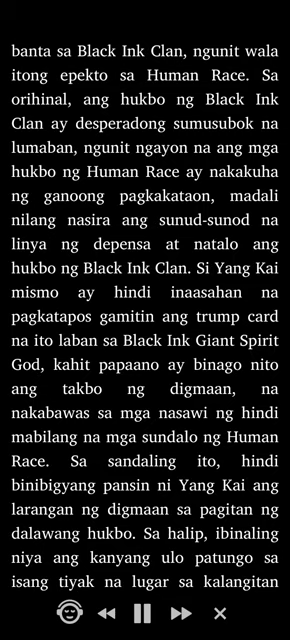 banta sa Black Ink Clan, ngunit wala
itong epekto sa Human Race. Sa
orihinal, ang hukbo ng Black Ink
Clan ay desperadong sumusubok na
lumaban, ngunit ngayon na ang mga
hukbo ng Human Race ay nakakuha
ng ganoong pagkakataon, madali
nilang nasira ang sunud-sunod na
linya ng depensa at natalo ang
hukbo ng Black Ink Clan. Si Yang Kai
mismo ay hindi inaasahan na
pagkatapos gamitin ang trump card
na ito laban sa Black Ink Giant Spirit
God, kahit papaano ay binago nito
ang takbo ng digmaan, na
nakabawas sa mga nasawi ng hindi
mabilang na mga sundalo ng Human
Race. Sa sandaling ito, hindi
binibigyang pansin ni Yang Kai ang
larangan ng digmaan sa pagitan ng
dalawang hukbo. Sa halip, ibinaling
niya ang kanyang ulo patungo sa
isang tiyak na lugar sa kalangitan